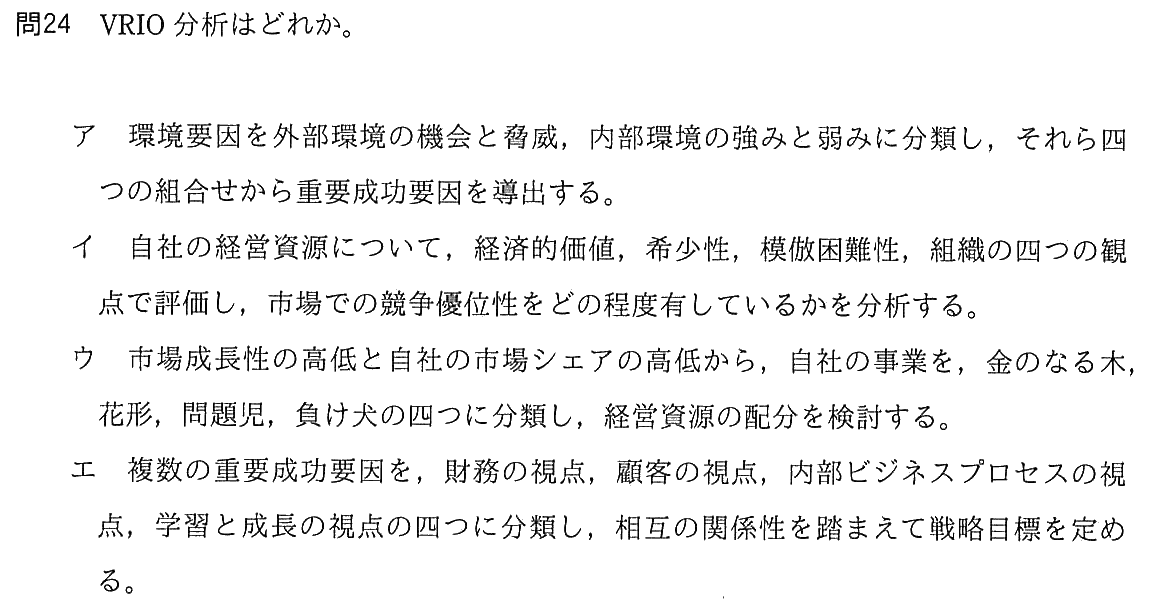 問24 VRIO 分析はどれか。
ア 環境要因を外部環境の機会と脅威，内部環境の強みと弱みに分類し，それら四
つの組合せから重要成功要因を導出する。
イ 自社の経営資源について，経済的価値，希少性，模倣困難性，組織の四つの観
点で評価し，市場での競争優位性をどの程度有しているかを分析する。
ウ 市場成長性の高低と自社の市場シェアの高低から，自社の事業を，金のなる木，
花形，問題児，負け犬の四つに分類し，経営資源の配分を検討する。
エ 複数の重要成功要因を，財務の視点，顧客の視点，内部ビジネスプロセスの視
点，学習と成長の視点の四つに分類し，相互の関係性を踏まえて戦略目標を定め
る。